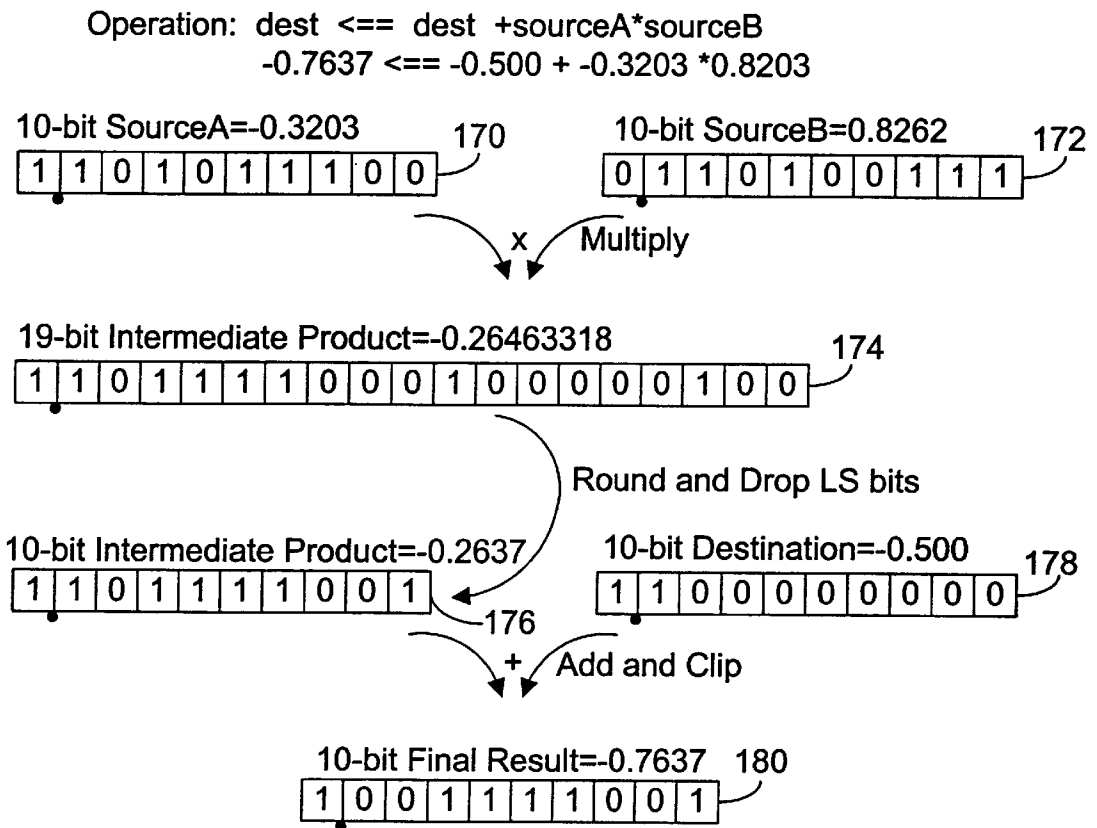 Operation: dest <== dest +sourceA*sourceB
-0.7637 <== -0.500 + -0.3203 *0.8203
10-bit SourceA=-0.3203
170
1 1 0 1 0 1 1 1 0 0
10-bit SourceB=0.8262
172
0 1 1 0 1 0 0 1 1 1
x Multiply
19-bit Intermediate Product=-0.26463318
174
1 1 0 1 1 1 1 0 0 0 1 0 0 0 0 0 1 0 0
Round and Drop LS bits
10-bit Intermediate Product=-0.2637
1 1 0 1 1 1 1 0 0 1
176
10-bit Destination=-0.500
178
1 1 0 0 0 0 0 0 0 0
+ Add and Clip
10-bit Final Result=-0.7637
180
1 0 0 1 1 1 1 0 0 1